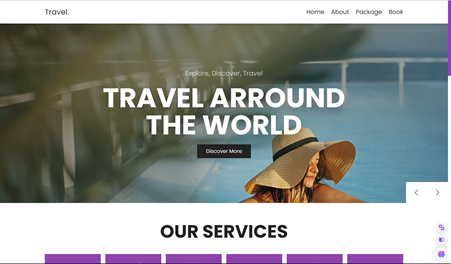 Travel.
Home About Package Book
Explore, Discover, Travel
TRAVEL ARROUND
THE WORLD
Discover More
OUR SERVICES